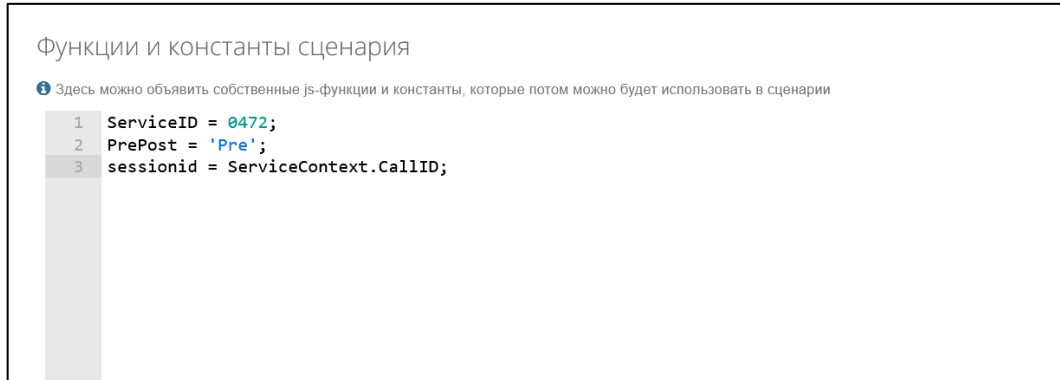 Функции и константы сценария
Здесь можно объявить собственные js-функции и константы, которые потом можно будет использовать в сценарии
1 ServiceID = 0472;
2 PrePost = 'Pre';
3 sessionid = ServiceContext.CallID;